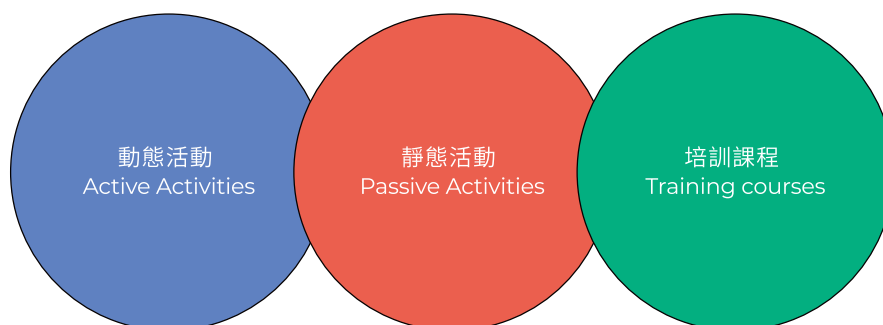 動態活動
Active Activities
靜態活動
Passive Activities
培訓課程
Training courses